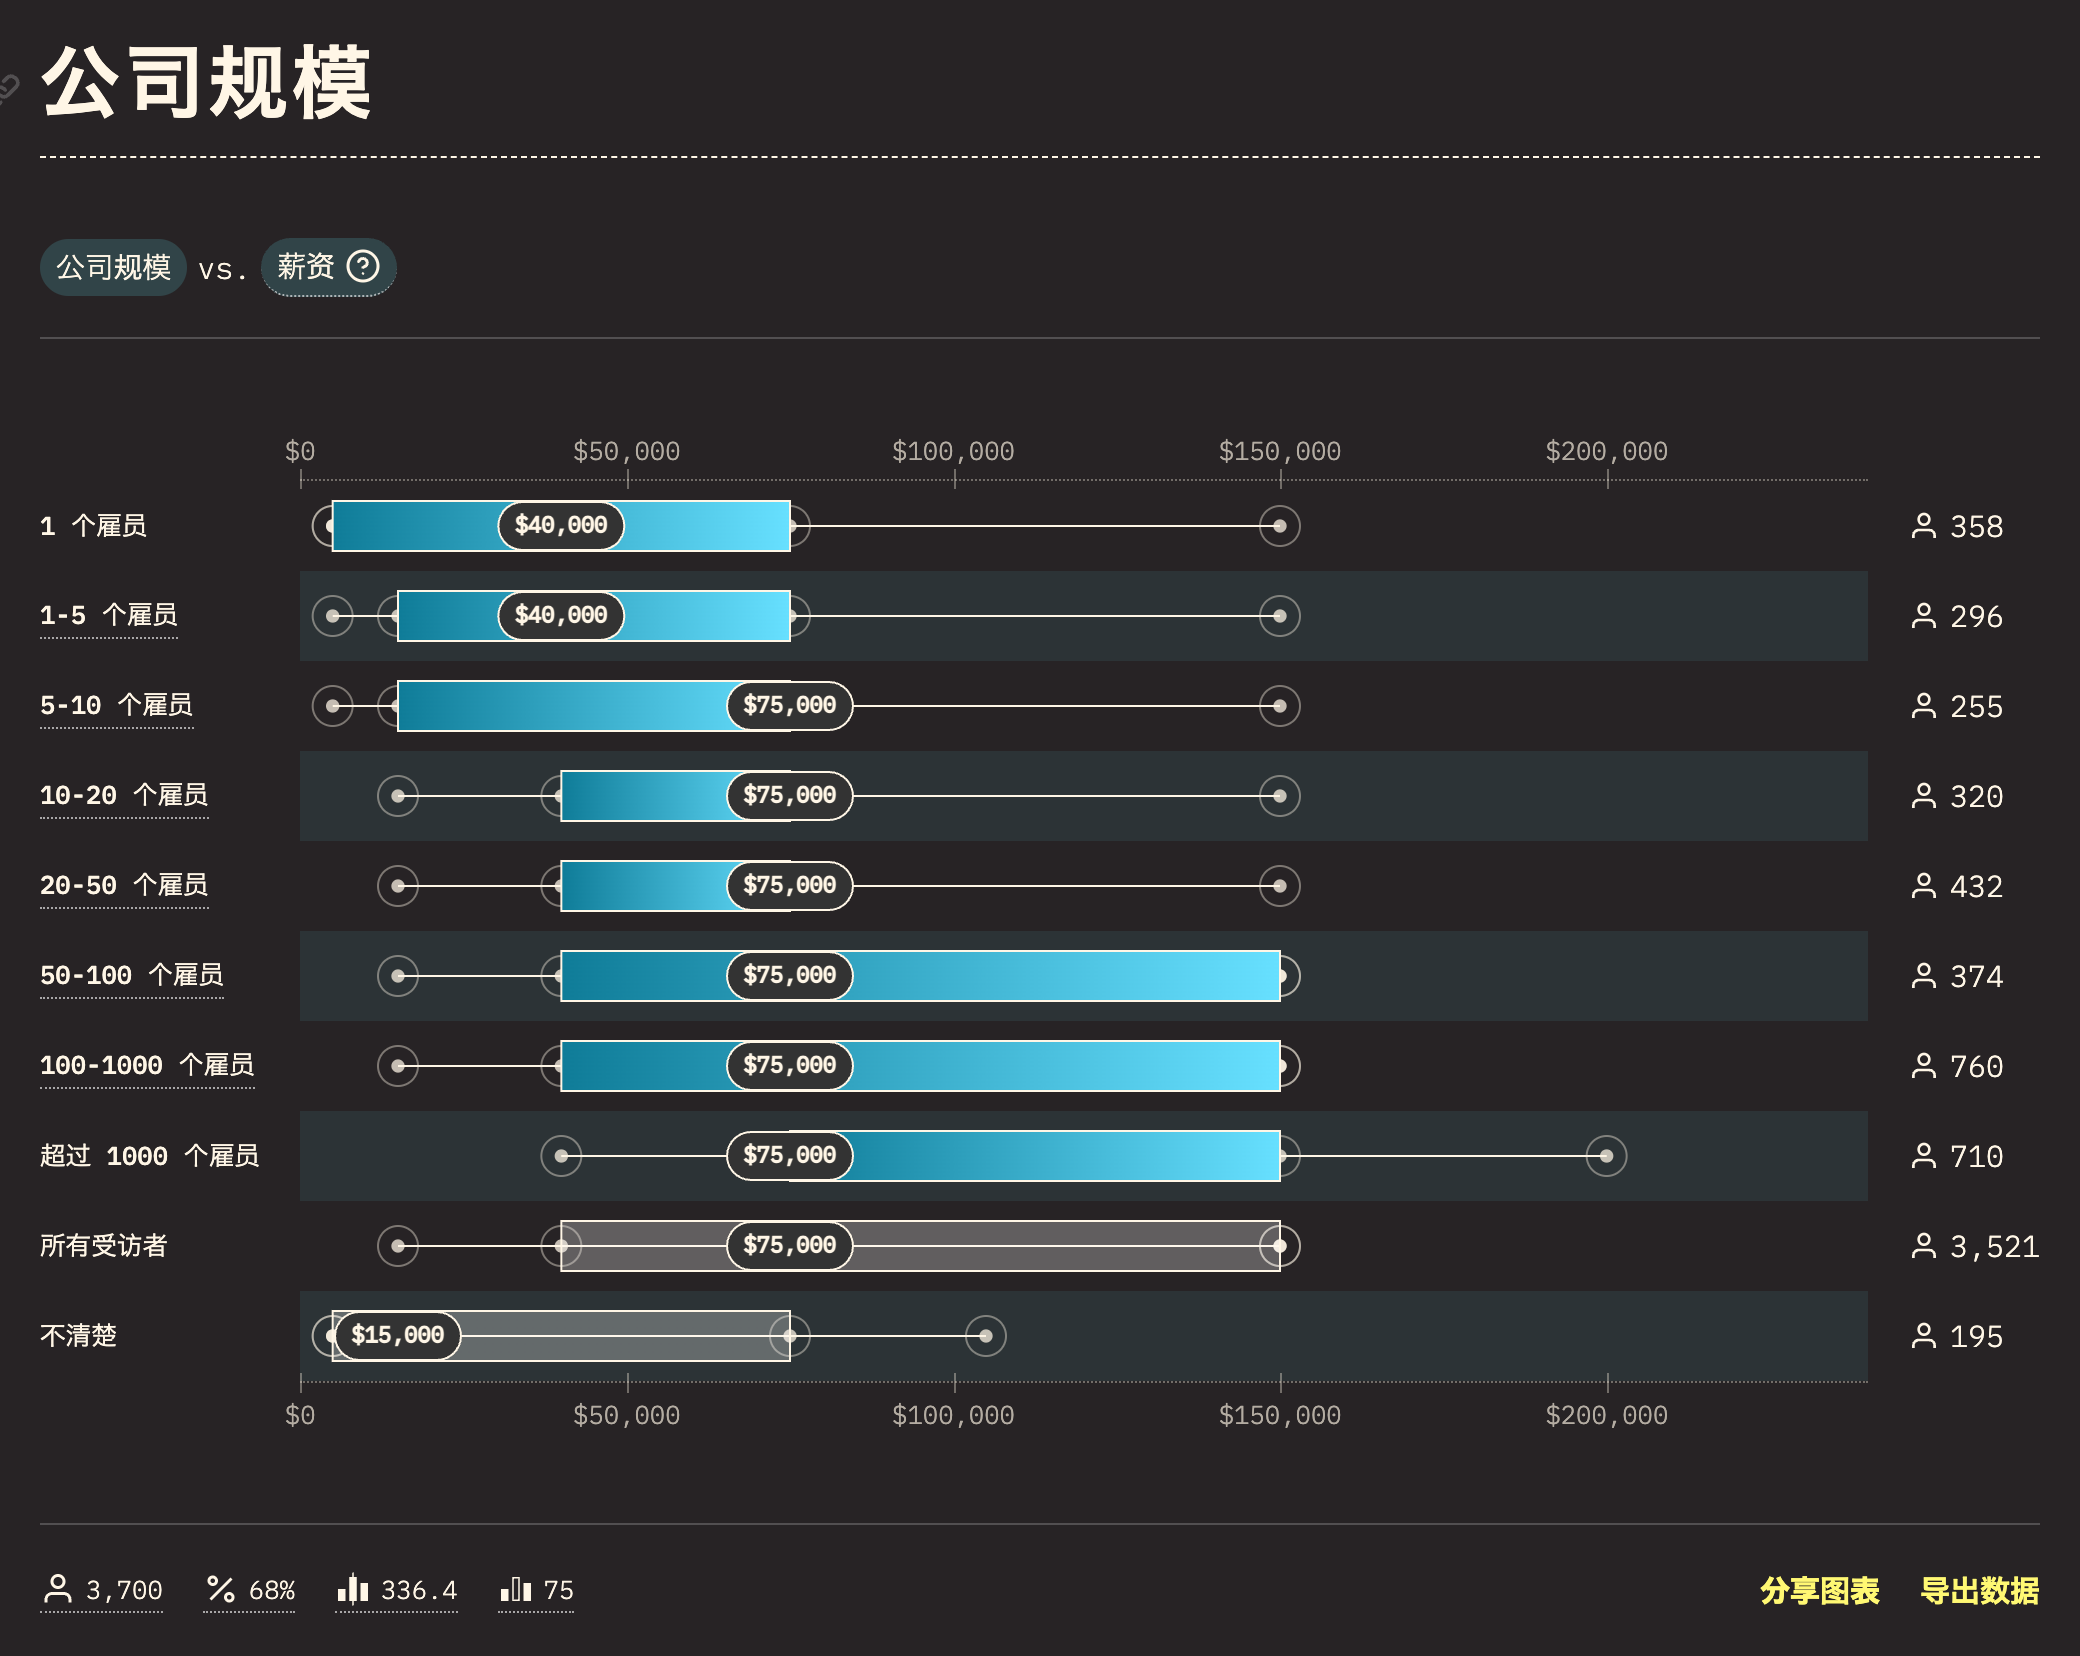 公司规模
公司规模 vs. 薪资
$0 $50,000 $100,000 $150,000 $200,000
1 个雇员 $40,000 358
1-5 个雇员 $40,000 296
5-10 个雇员 $75,000 255
10-20 个雇员 $75,000 320
20-50 个雇员 $75,000 432
50-100 个雇员 $75,000 374
100-1000 个雇员 $75,000 760
超过 1000 个雇员 $75,000 710
所有受访者 $75,000 3,521
不清楚 $15,000 195
$0 $50,000 $100,000 $150,000 $200,000
3,700 68% 336.4 75 分享图表 导出数据